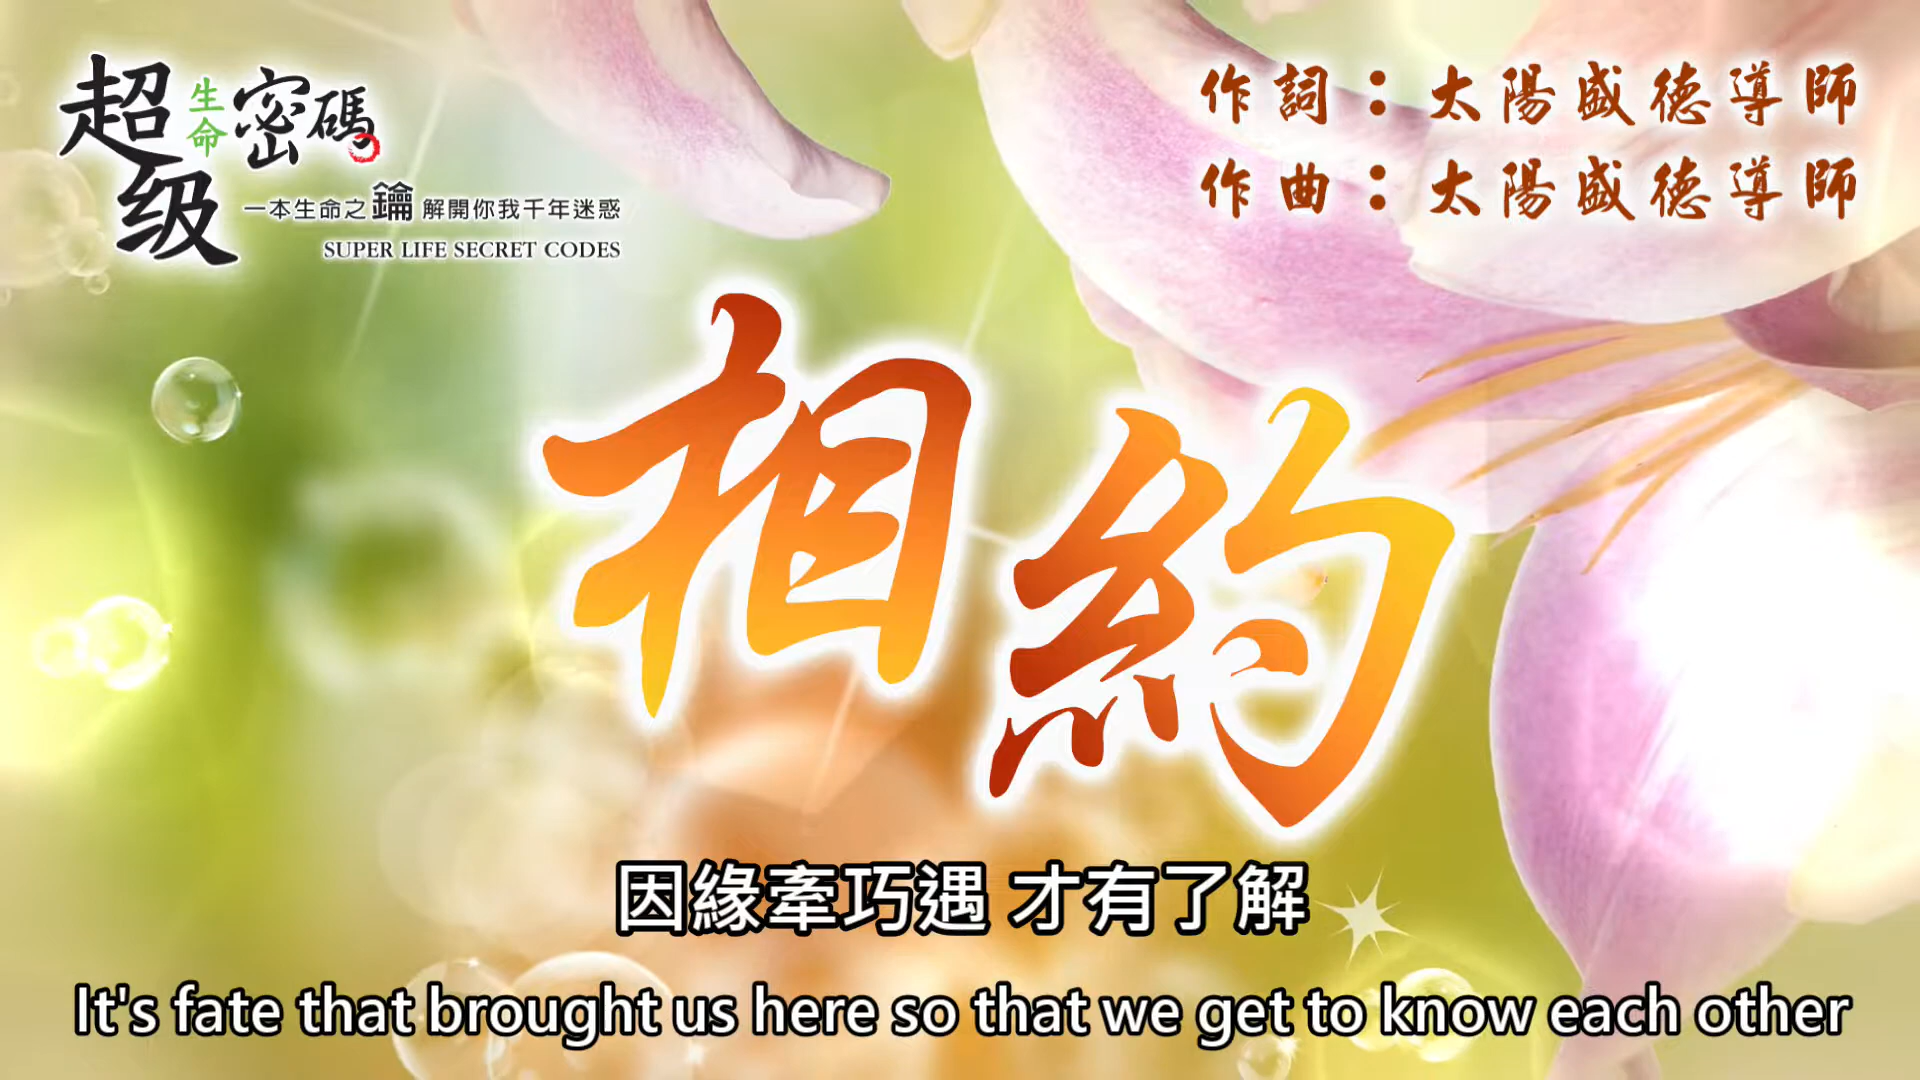 超级生命密碼
一本生命之鑰 解開你我千年迷惑
SUPER LIFE SECRET CODES
作詞：太陽盛德導師
作曲：太陽盛德導師
相約
因緣牽巧遇 才有了解
It's fate that brought us here so that we get to know each other